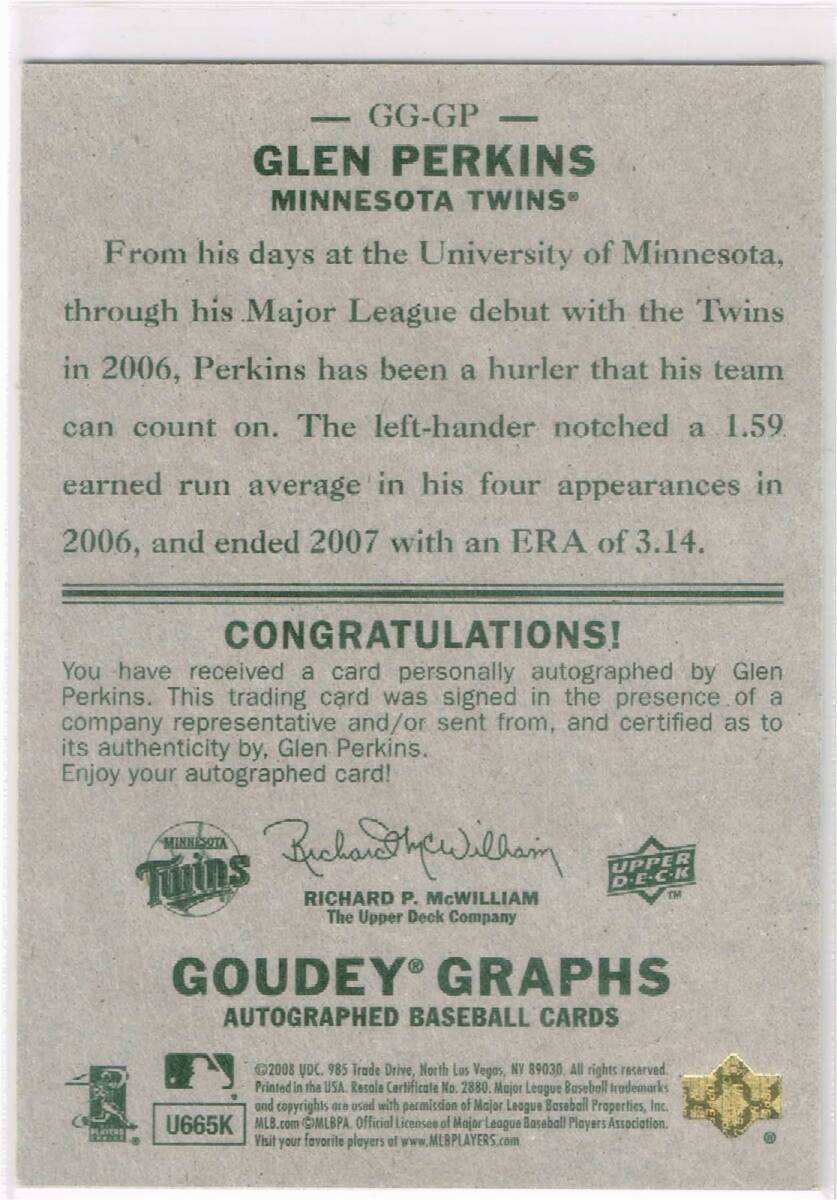 — GG-GP —
GLEN PERKINS
MINNESOTA TWINS®
From his days at the University of Minnesota,
through his Major League debut with the Twins
in 2006, Perkins has been a hurler that his team
can count on. The left-hander notched a 1.59
earned run average in his four appearances in
2006, and ended 2007 with an ERA of 3.14.
CONGRATULATIONS!
You have received a card personally autographed by Glen
Perkins. This trading card was signed in the presence of a
company representative and/or sent from, and certified as to
its authenticity by, Glen Perkins.
Enjoy your autographed card!
MINNESOTA
Twins
Richard P McWilliam
UPPER
D·E·C·K
TM
RICHARD P. McWILLIAM
The Upper Deck Company
GOUDEY® GRAPHS
AUTOGRAPHED BASEBALL CARDS
PLAYERS
®
U665K
©2008 UDC. 985 Trade Drive, North Las Vegas, NV 89030. All rights reserved.
Printed in the USA. Resale Certificate No. 2880. Major League Baseball trademarks
and copyrights are used with permission of Major League Baseball Properties, Inc.
MLB.com ©MLBPA. Official Licensee of Major League Baseball Players Association.
Visit your favorite players at www.MLBPLAYERS.com
®